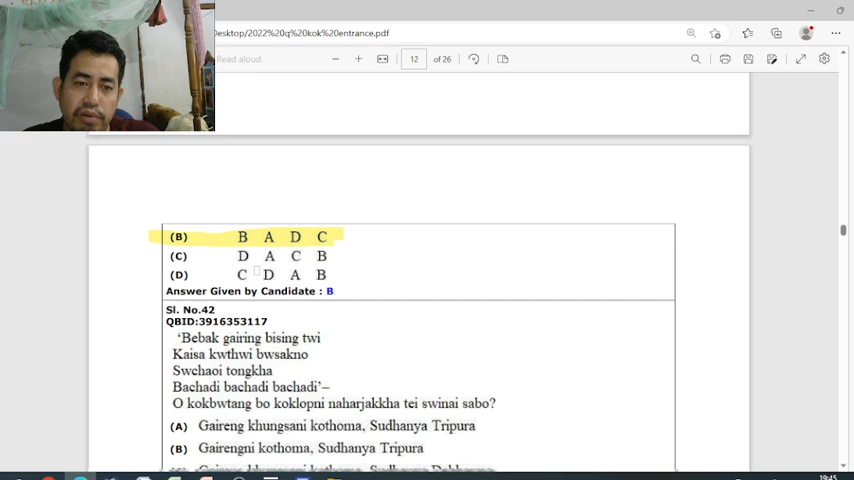 Desktop/2022%20q%20kok%20entrance.pdf
Read aloud
12 of 26
(B) B A D C
(C) D A C B
(D) C D A B
Answer Given by Candidate : B
Sl. No.42
QBID:3916353117
‘Bebak gairing bising twi
Kaisa kwthwi bwsakno
Swchaoi tongkha
Bachadi bachadi bachadi’–
O kokbwtang bo koklopni naharjakkha tei swinai sabo?
(A) Gaireng khungsani kothoma, Sudhanya Tripura
(B) Gairengni kothoma, Sudhanya Tripura
19:45